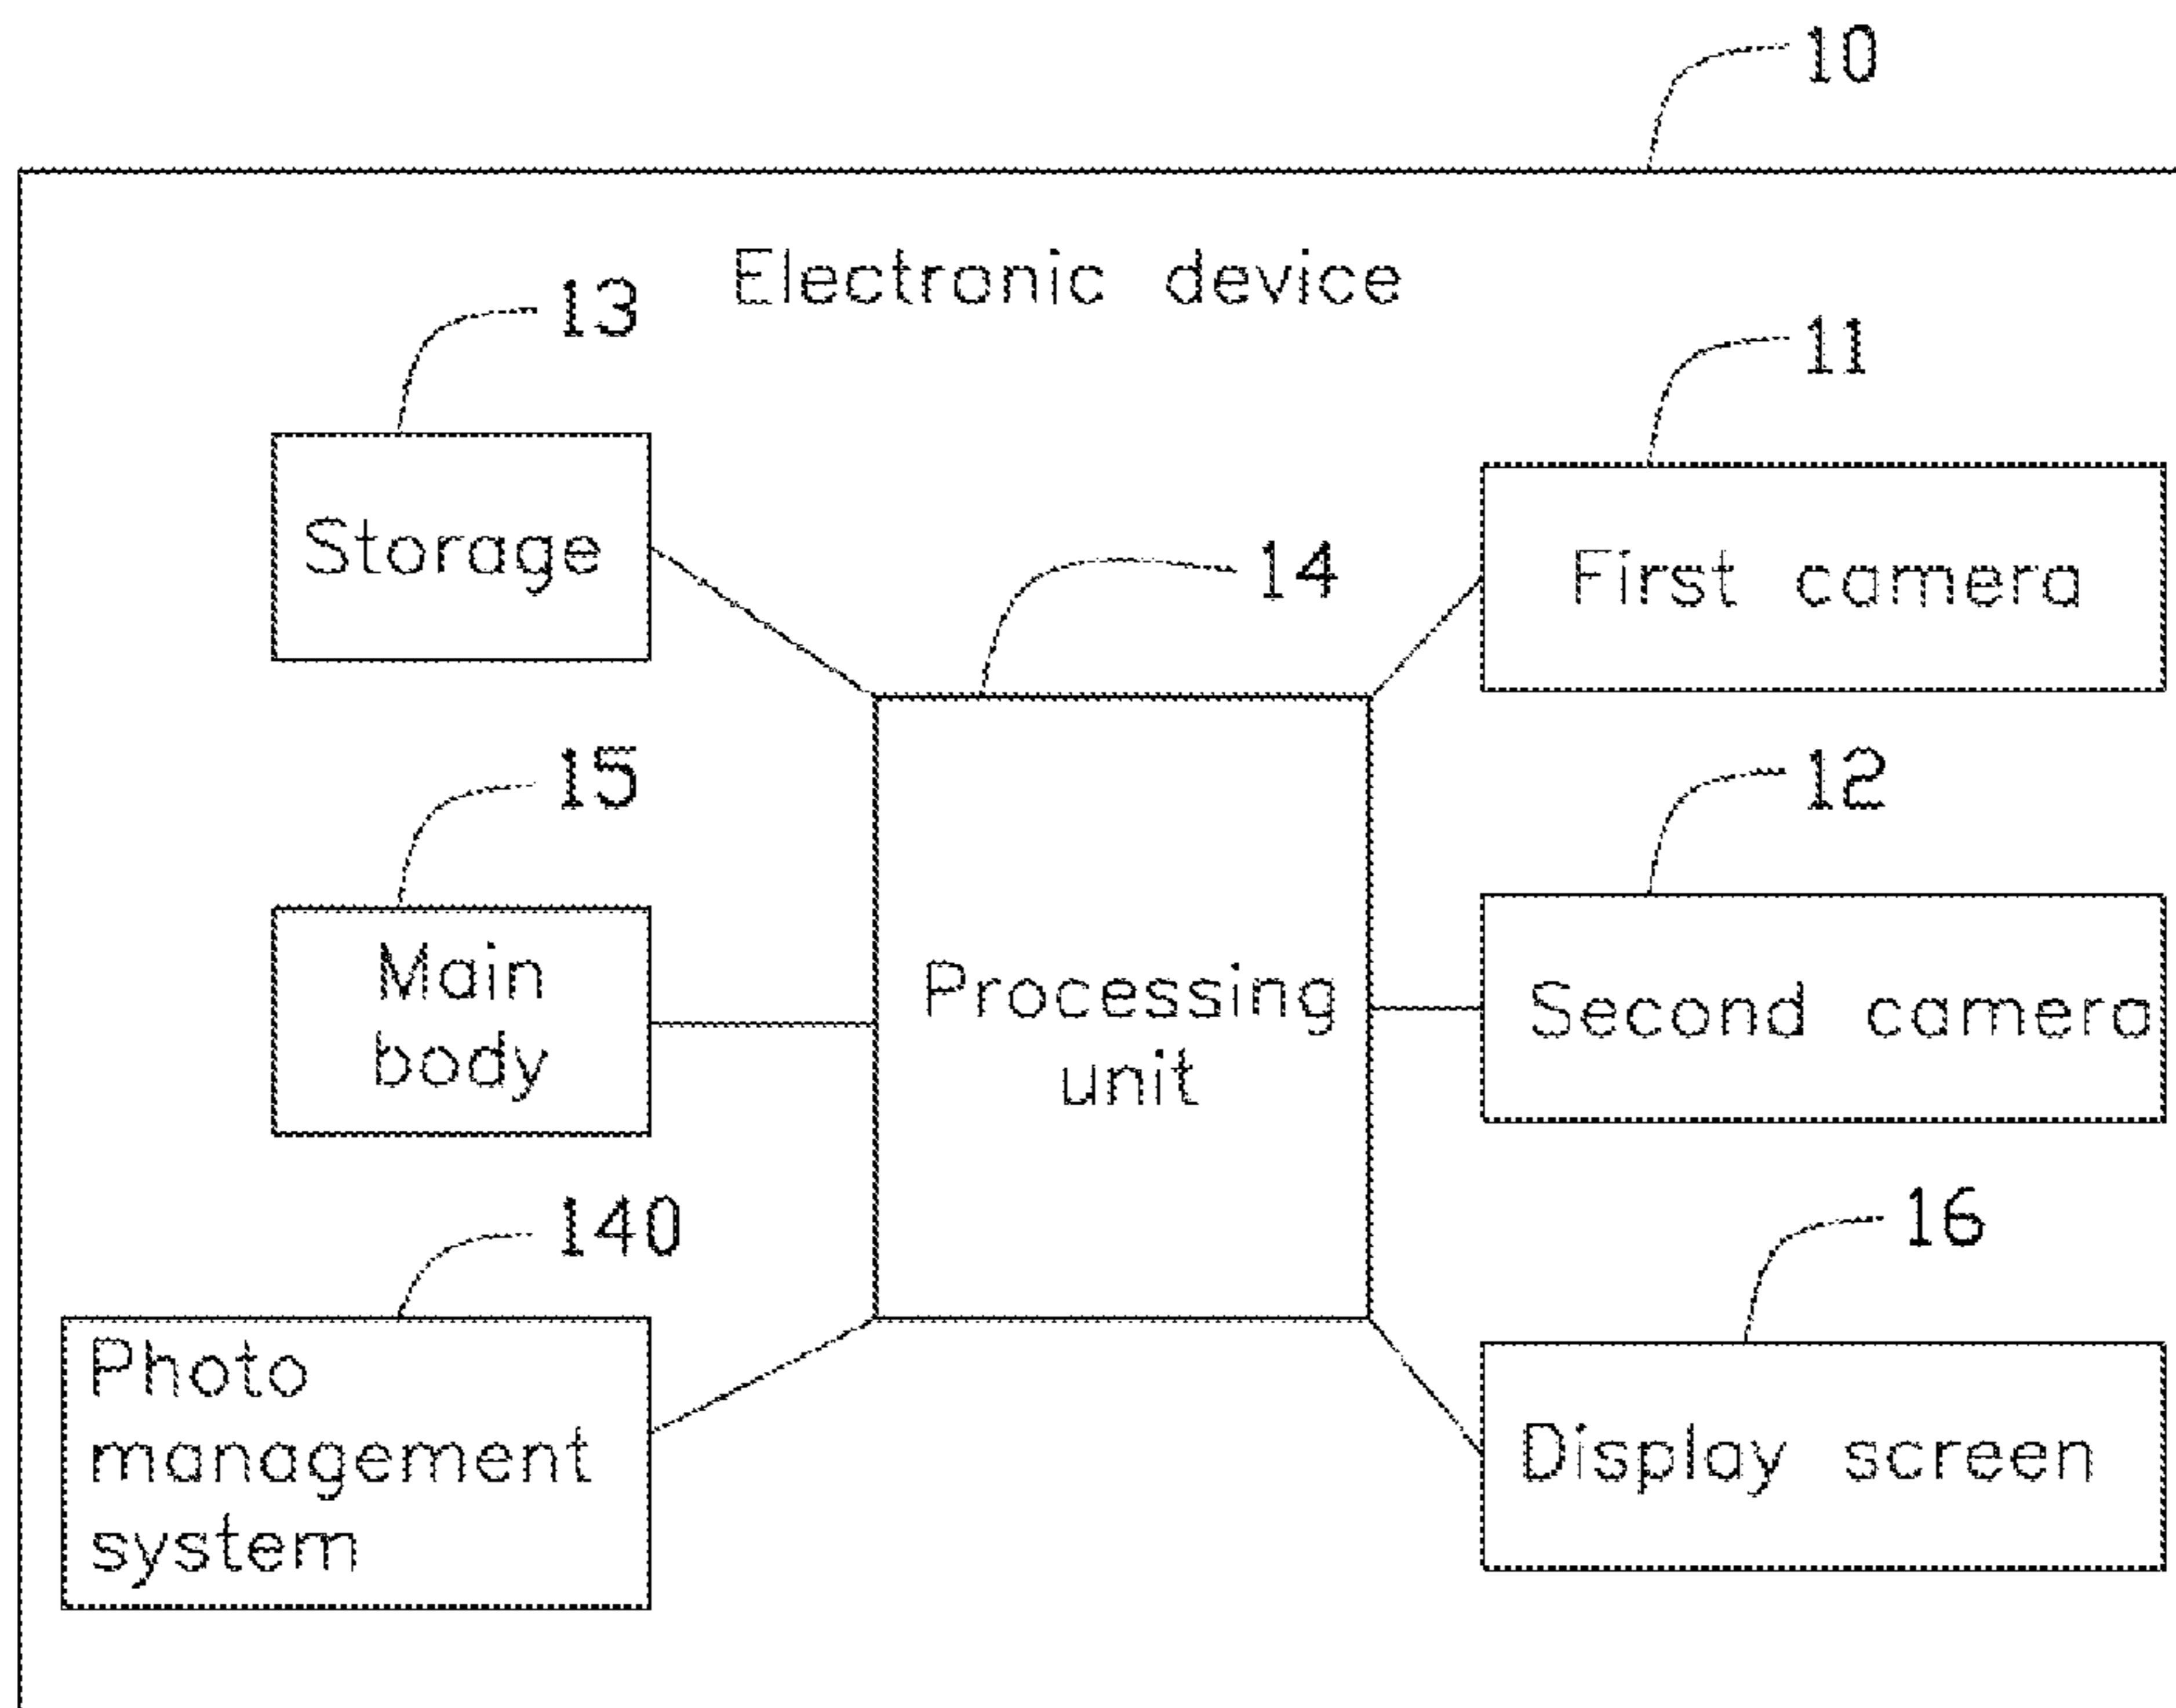 10
Electronic device
13
11
Storage
First camera
14
15
12
Main
body
Processing
unit
Second camera
140
16
Photo
management
system
Display screen